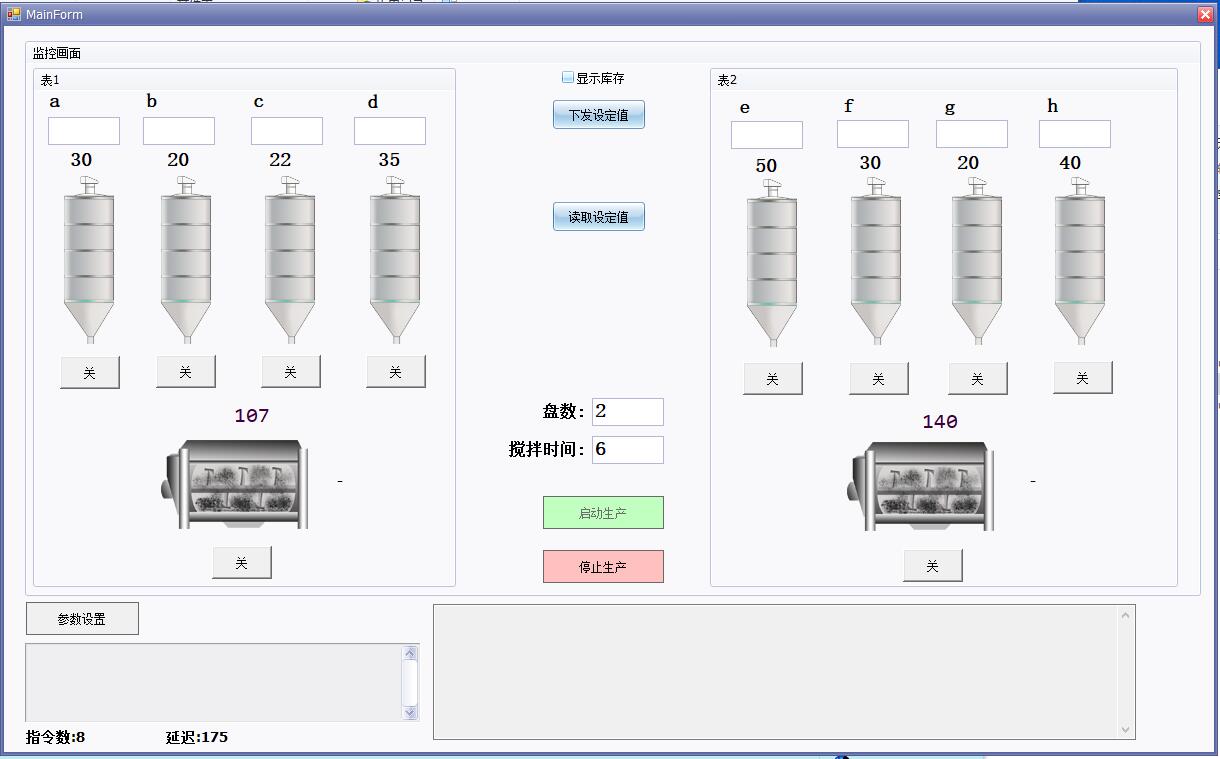 MainForm
监控画面
表1
a b c d
30 20 22 35
关 关 关 关
107
-
关
显示库存
下发设定值
读取设定值
盘数: 2
搅拌时间: 6
启动生产
停止生产
表2
e f g h
50 30 20 40
关 关 关 关
140
-
关
参数设置
指令数:8 延迟:175